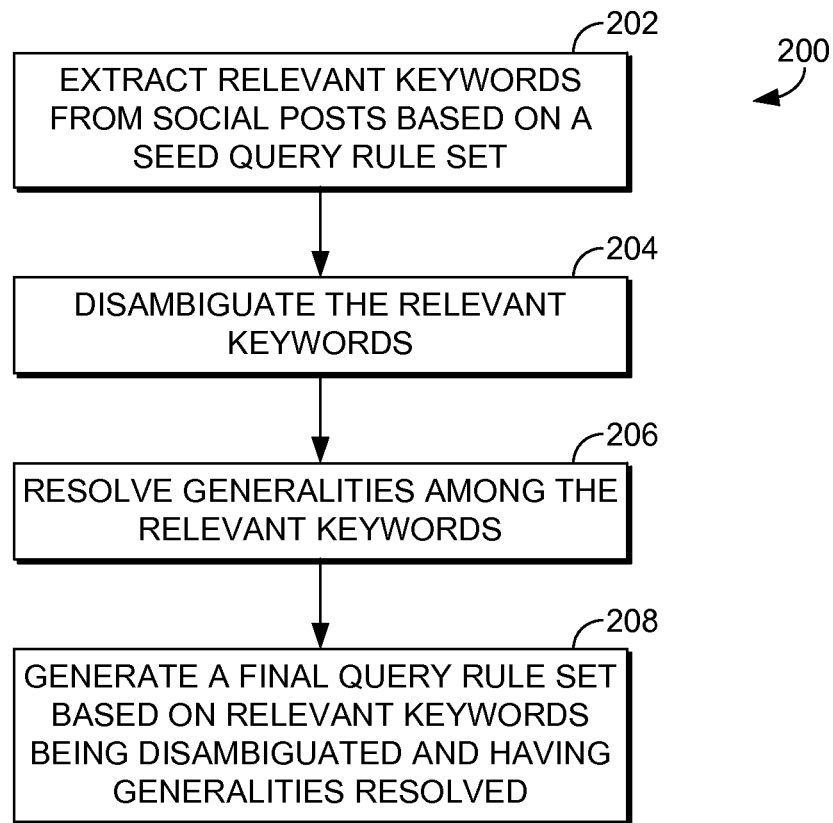 202
200
EXTRACT RELEVANT KEYWORDS
FROM SOCIAL POSTS BASED ON A
SEED QUERY RULE SET
204
DISAMBIGUATE THE RELEVANT
KEYWORDS
206
RESOLVE GENERALITIES AMONG THE
RELEVANT KEYWORDS
208
GENERATE A FINAL QUERY RULE SET
BASED ON RELEVANT KEYWORDS
BEING DISAMBIGUATED AND HAVING
GENERALITIES RESOLVED